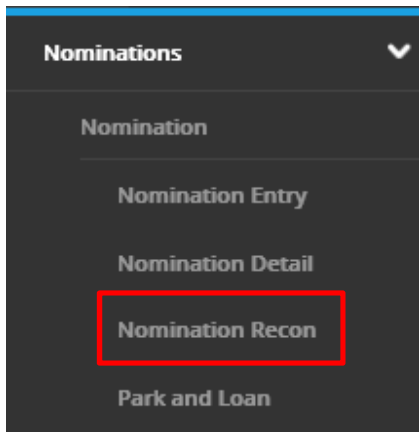 Nominations
Nomination
Nomination Entry
Nomination Detail
Nomination Recon
Park and Loan